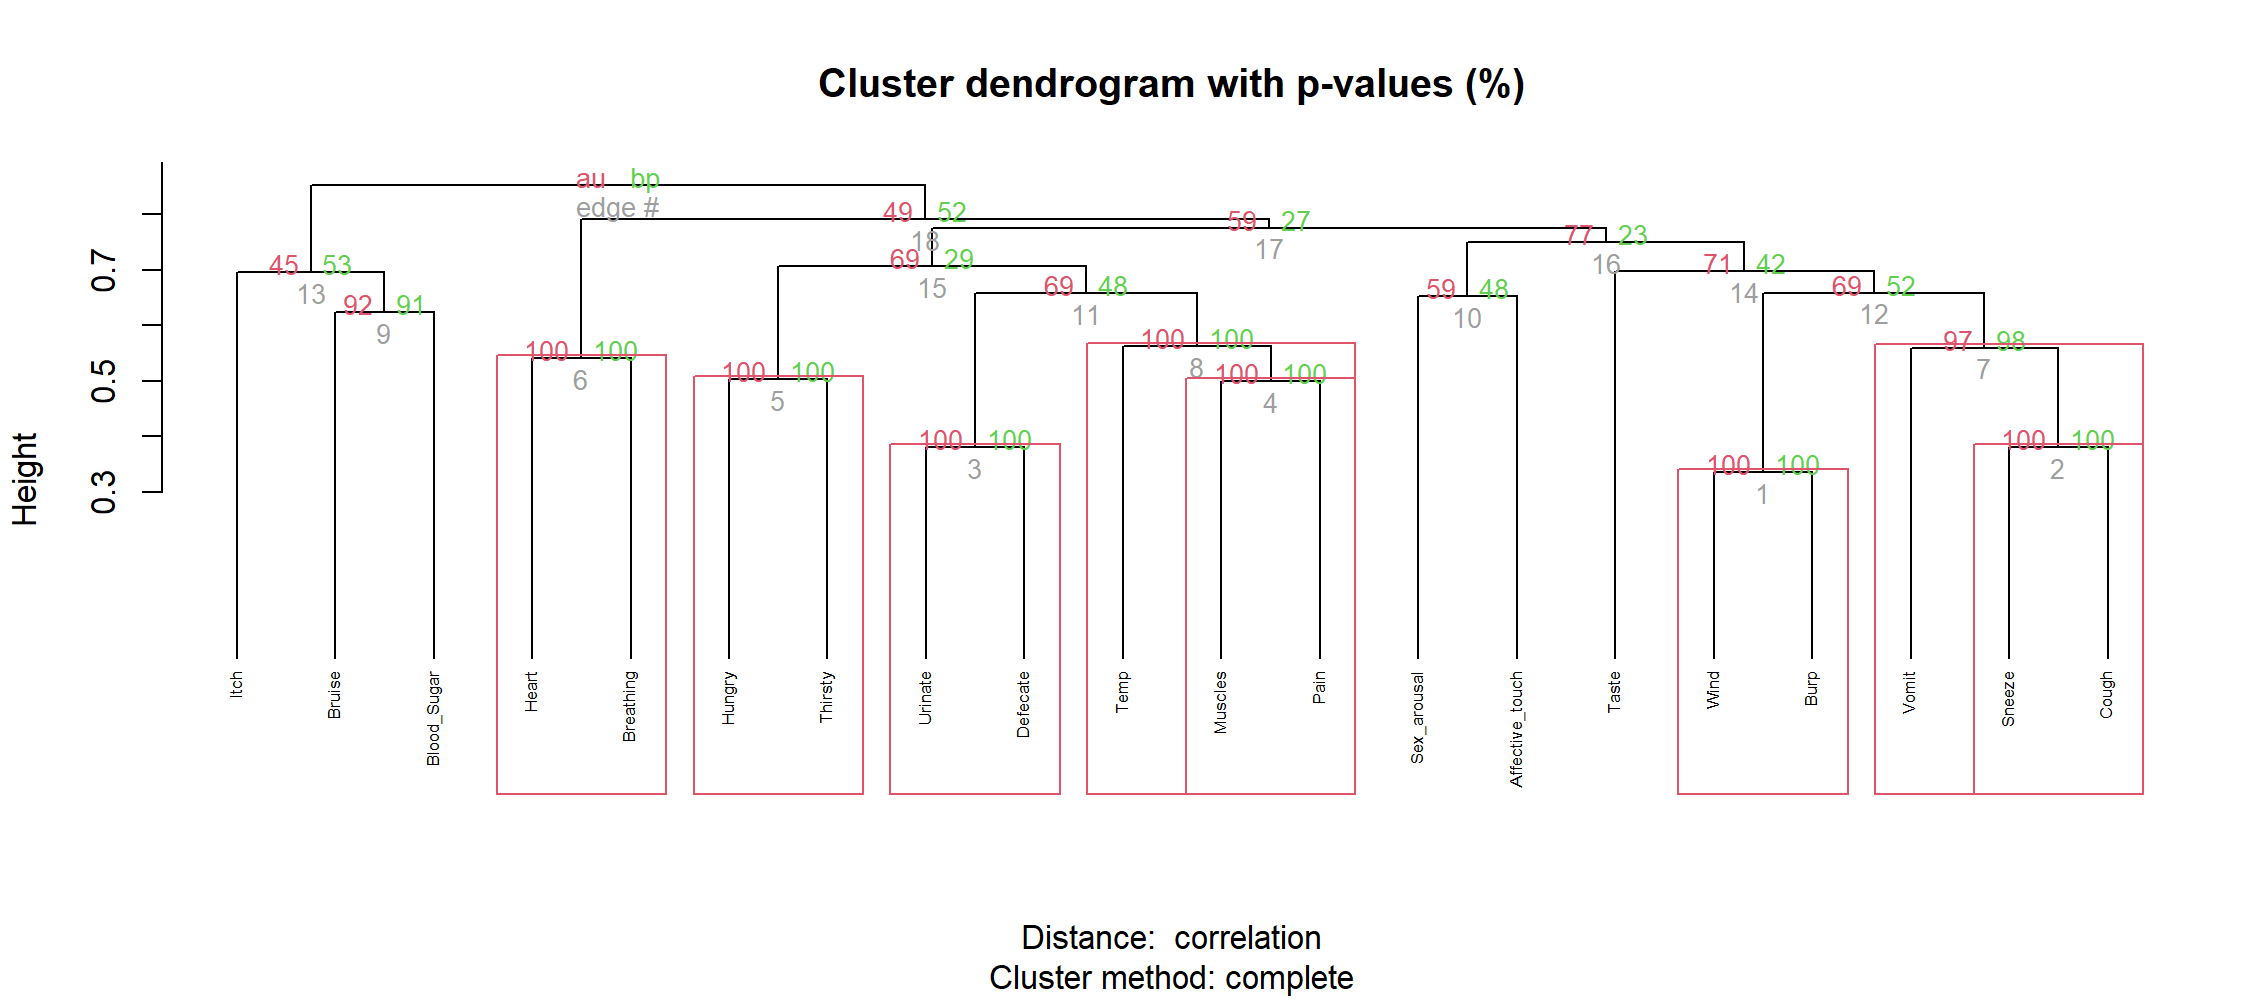 Cluster dendrogram with p-values (%)
au bp
edge #
49 52
18
59 27
17
77 23
16
69 29
15
71 42
14
45 53
13
69 52
12
69 48
11
59 48
10
92 91
9
100 100
8
97 98
7
100 100
6
100 100
5
100 100
4
100 100
3
100 100
2
100 100
1
Height
0.7
0.5
0.3
Itch
Bruise
Blood_Sugar
Heart
Breathing
Hungry
Thirsty
Urinate
Defecate
Temp
Muscles
Pain
Sex_arousal
Affective_touch
Taste
Wind
Burp
Vomit
Sneeze
Cough
Distance: correlation
Cluster method: complete